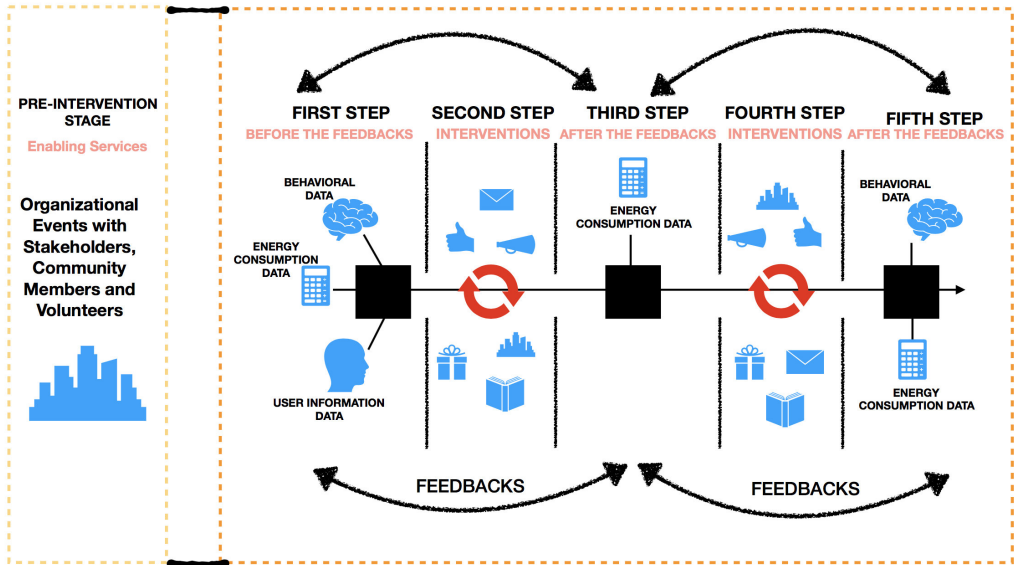 PRE-INTERVENTION
STAGE
Enabling Services
Organizational
Events with
Stakeholders,
Community
Members and
Volunteers
FIRST STEP
BEFORE THE FEEDBACKS
SECOND STEP
INTERVENTIONS
THIRD STEP
AFTER THE FEEDBACKS
FOURTH STEP
INTERVENTIONS
FIFTH STEP
AFTER THE FEEDBACKS
BEHAVIORAL
DATA
ENERGY
CONSUMPTION DATA
USER INFORMATION
DATA
ENERGY
CONSUMPTION DATA
BEHAVIORAL
DATA
ENERGY
CONSUMPTION DATA
FEEDBACKS
FEEDBACKS